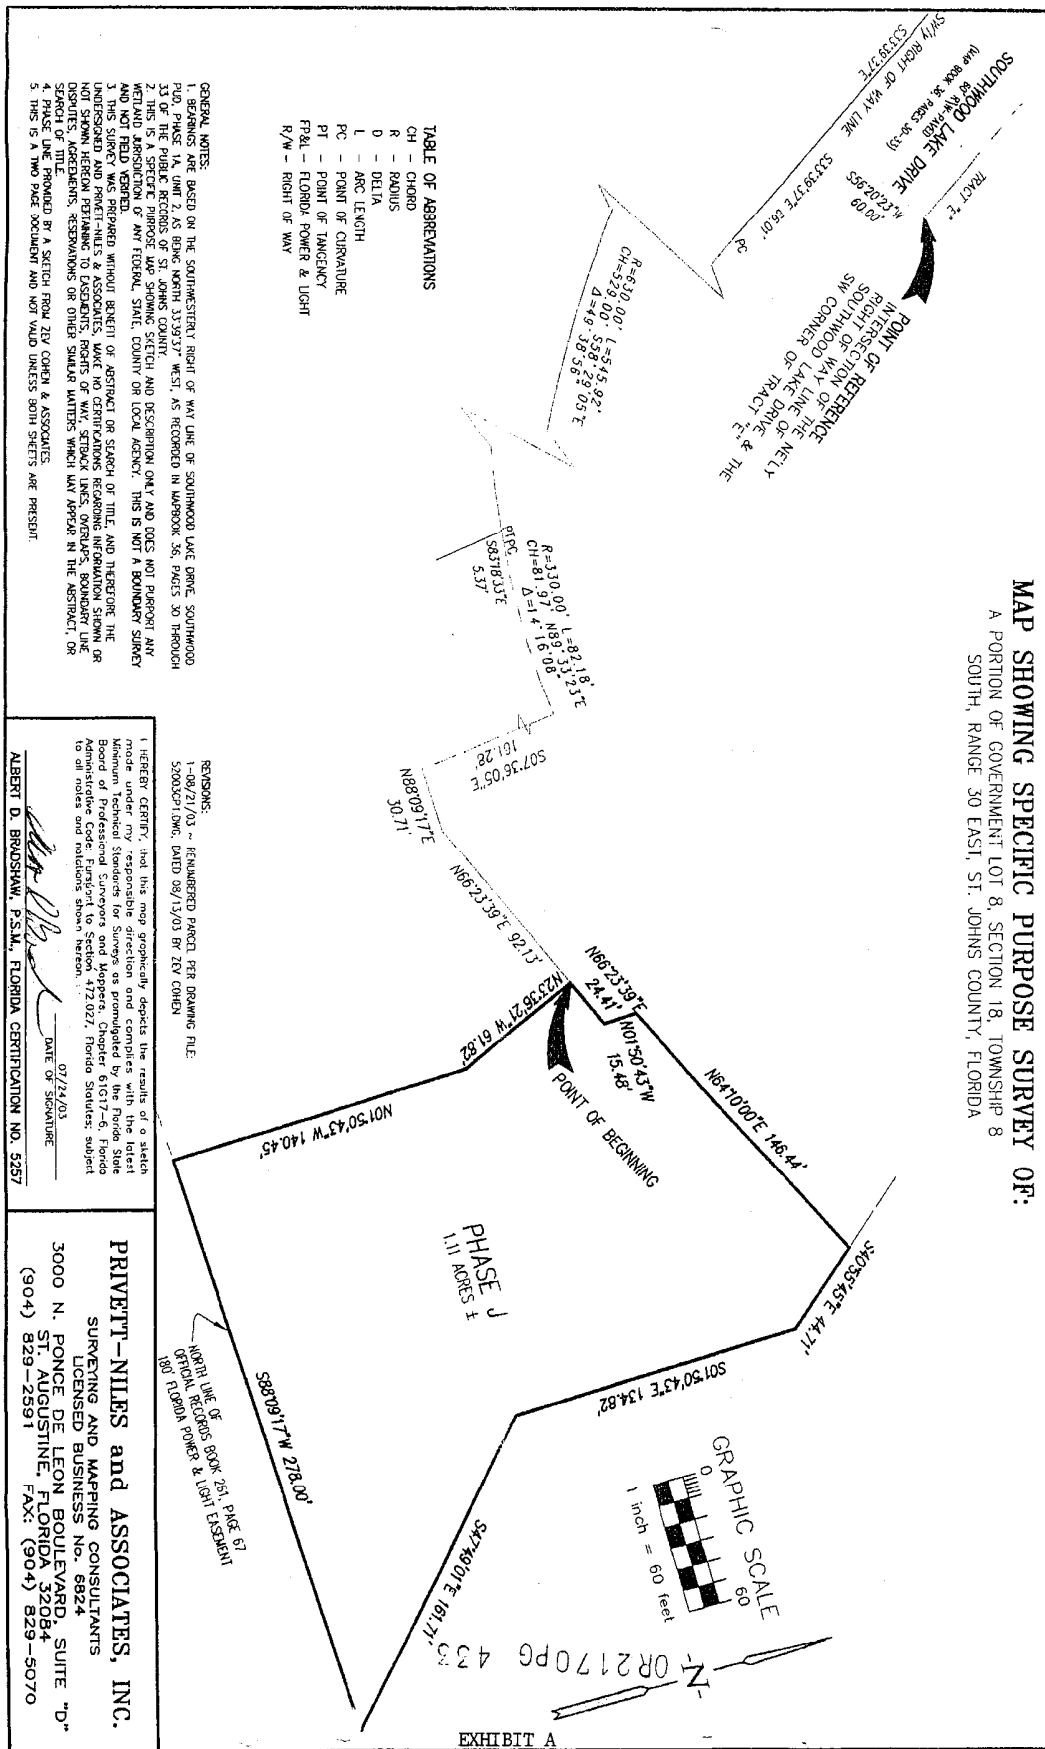 MAP SHOWING SPECIFIC PURPOSE SURVEY OF:
A PORTION OF GOVERNMENT LOT 8, SECTION 18, TOWNSHIP 8
SOUTH, RANGE 30 EAST, ST. JOHNS COUNTY, FLORIDA
SOUTHWOOD LAKE DRIVE
60' R/W-PAVED
(MAP BOOK 36, PAGES 30-33)
SW'ly RIGHT OF WAY LINE
S33°39'37"E
TRACT "E"
S56°20'23"W
60.00'
S33°39'37"E 69.01'
PC
POINT OF REFERENCE
INTERSECTION OF THE NE'LY
RIGHT OF WAY LINE OF
SOUTHWOOD LAKE DRIVE & THE
SW CORNER OF TRACT "E"
R=630.00' L=545.92'
CH=529.00' S58°29'05"E
Δ=49°38'56"
PT.PC
S83°18'33"E
5.37'
R=330.00' L=82.18'
CH=81.97' N89°33'23"E
Δ=14°16'08"
S07°36'05"E
161.28'
N88°09'17"E
30.71'
N66°23'39"E 92.13'
N66°23'39"E
24.41'
N01°50'43"W
15.48'
N64°10'00"E 146.44'
S40°55'45"E 44.71'
S01°50'43"E 134.82'
S47°49'01"E 161.71'
S88°09'17"W 278.00'
N01°50'43"W 140.45'
N23°36'21"W 61.82'
POINT OF BEGINNING
PHASE J
1.11 ACRES ±
NORTH LINE OF
OFFICIAL RECORDS BOOK 251, PAGE 67
180' FLORIDA POWER & LIGHT EASEMENT
GRAPHIC SCALE
0 60
1 inch = 60 feet
-N-
OR2170PG 433
TABLE OF ABBREVIATIONS
CH - CHORD
R - RADIUS
D - DELTA
L - ARC LENGTH
PC - POINT OF CURVATURE
PT - POINT OF TANGENCY
FP&L - FLORIDA POWER & LIGHT
R/W - RIGHT OF WAY
GENERAL NOTES:
1. BEARINGS ARE BASED ON THE SOUTHWESTERLY RIGHT OF WAY LINE OF SOUTHWOOD LAKE DRIVE, SOUTHWOOD
PUD, PHASE 1A, UNIT 2, AS BEING NORTH 33°39'37" WEST, AS RECORDED IN MAPBOOK 36, PAGES 30 THROUGH
33 OF THE PUBLIC RECORDS OF ST. JOHNS COUNTY.
2. THIS IS A SPECIFIC PURPOSE MAP SHOWING SKETCH AND DESCRIPTION ONLY AND DOES NOT PURPORT ANY
WETLAND JURISDICTION OF ANY FEDERAL, STATE, COUNTY OR LOCAL AGENCY. THIS IS NOT A BOUNDARY SURVEY
AND NOT FIELD VERIFIED.
3. THIS SURVEY WAS PREPARED WITHOUT BENEFIT OF ABSTRACT OR SEARCH OF TITLE, AND THEREFORE THE
UNDERSIGNED AND PRIVETT-NILES & ASSOCIATES, MAKE NO CERTIFICATIONS REGARDING INFORMATION SHOWN OR
NOT SHOWN HEREON PERTAINING TO EASEMENTS, RIGHTS OF WAY, SETBACK LINES, OVERLAPS, BOUNDARY LINE
DISPUTES, AGREEMENTS, RESERVATIONS OR OTHER SIMILAR MATTERS WHICH MAY APPEAR IN THE ABSTRACT, OR
SEARCH OF TITLE.
4. PHASE LINE PROVIDED BY A SKETCH FROM ZEV COHEN & ASSOCIATES.
5. THIS IS A TWO PAGE DOCUMENT AND NOT VALID UNLESS BOTH SHEETS ARE PRESENT.
REVISIONS:
1-08/21/03 ~ RENUMBERED PARCEL PER DRAWING FILE:
52003CP1.DWG, DATED 08/13/03 BY ZEV COHEN
I HEREBY CERTIFY, that this map graphically depicts the results of a sketch
made under my responsible direction and complies with the latest
Minimum Technical Standards for Surveys as promulgated by the Florida State
Board of Professional Surveyors and Mappers, Chapter 61G17-6, Florida
Administrative Code; Pursuant to Section 472.027, Florida Statutes; subject
to all notes and notations shown hereon.
07/24/03
DATE OF SIGNATURE
ALBERT D. BRADSHAW, P.S.M., FLORIDA CERTIFICATION NO. 5257
PRIVETT-NILES and ASSOCIATES, INC.
SURVEYING AND MAPPING CONSULTANTS
LICENSED BUSINESS No. 6824
3000 N. PONCE DE LEON BOULEVARD, SUITE "D"
ST. AUGUSTINE, FLORIDA 32084
(904) 829-2591 FAX: (904) 829-5070
EXHIBIT A